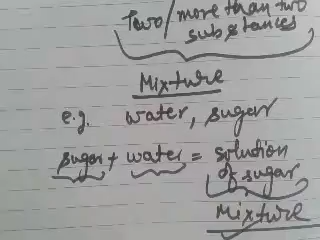 Two/more than two
substances
Mixture
e.g. water, sugar
sugar + water = solution
of sugar
Mixture